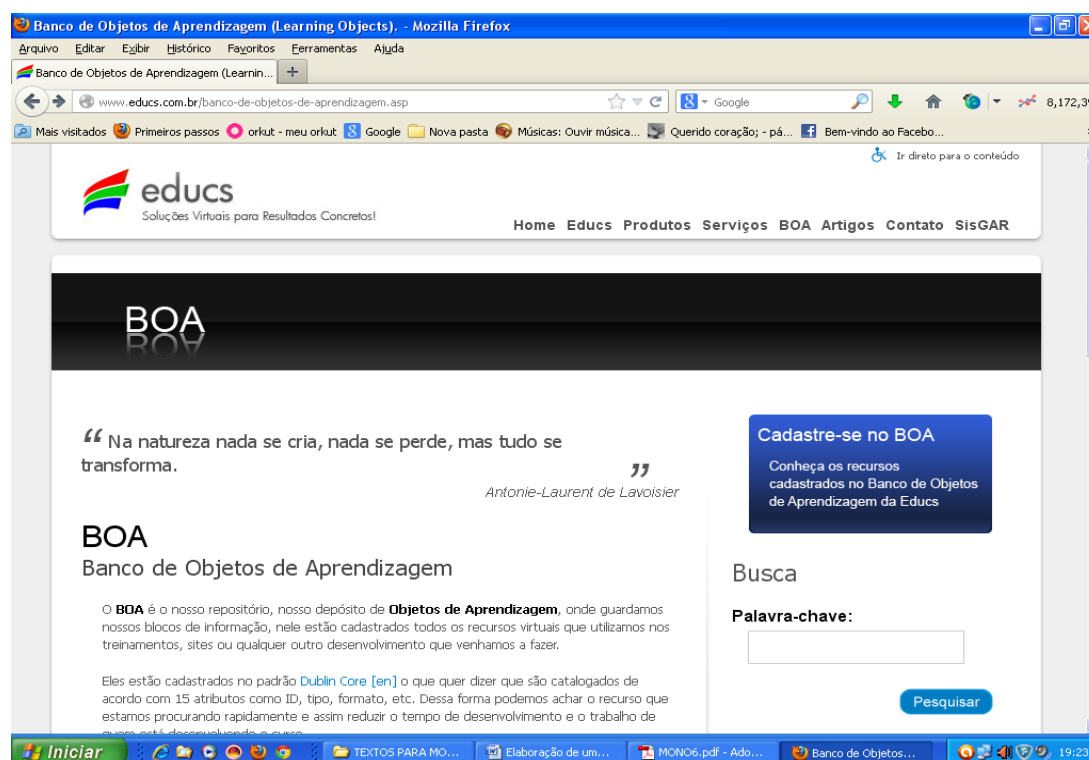 Banco de Objetos de Aprendizagem (Learning Objects). - Mozilla Firefox
Arquivo Editar Exibir Histórico Favoritos Ferramentas Ajuda
Banco de Objetos de Aprendizagem (Learnin... +
www.educs.com.br/banco-de-objetos-de-aprendizagem.asp Google 8,172,39
Mais visitados Primeiros passos orkut - meu orkut Google Nova pasta Músicas: Ouvir música... Querido coração; - pá... Bem-vindo ao Facebo...
Ir direto para o conteúdo
educs
Soluções Virtuais para Resultados Concretos!
Home Educs Produtos Serviços BOA Artigos Contato SisGAR
BOA
“ Na natureza nada se cria, nada se perde, mas tudo se
transforma. ”
Antonie-Laurent de Lavoisier
BOA
Banco de Objetos de Aprendizagem
O BOA é o nosso repositório, nosso depósito de Objetos de Aprendizagem, onde guardamos
nossos blocos de informação, nele estão cadastrados todos os recursos virtuais que utilizamos nos
treinamentos, sites ou qualquer outro desenvolvimento que venhamos a fazer.
Eles estão cadastrados no padrão Dublin Core [en] o que quer dizer que são catalogados de
acordo com 15 atributos como ID, tipo, formato, etc. Dessa forma podemos achar o recurso que
estamos procurando rapidamente e assim reduzir o tempo de desenvolvimento e o trabalho de
quem está desenvolvendo o curso.
Cadastre-se no BOA
Conheça os recursos
cadastrados no Banco de Objetos
de Aprendizagem da Educs
Busca
Palavra-chave:
Pesquisar
Iniciar TEXTOS PARA MO... Elaboração de um... MONO6.pdf - Ado... Banco de Objetos... 19:23